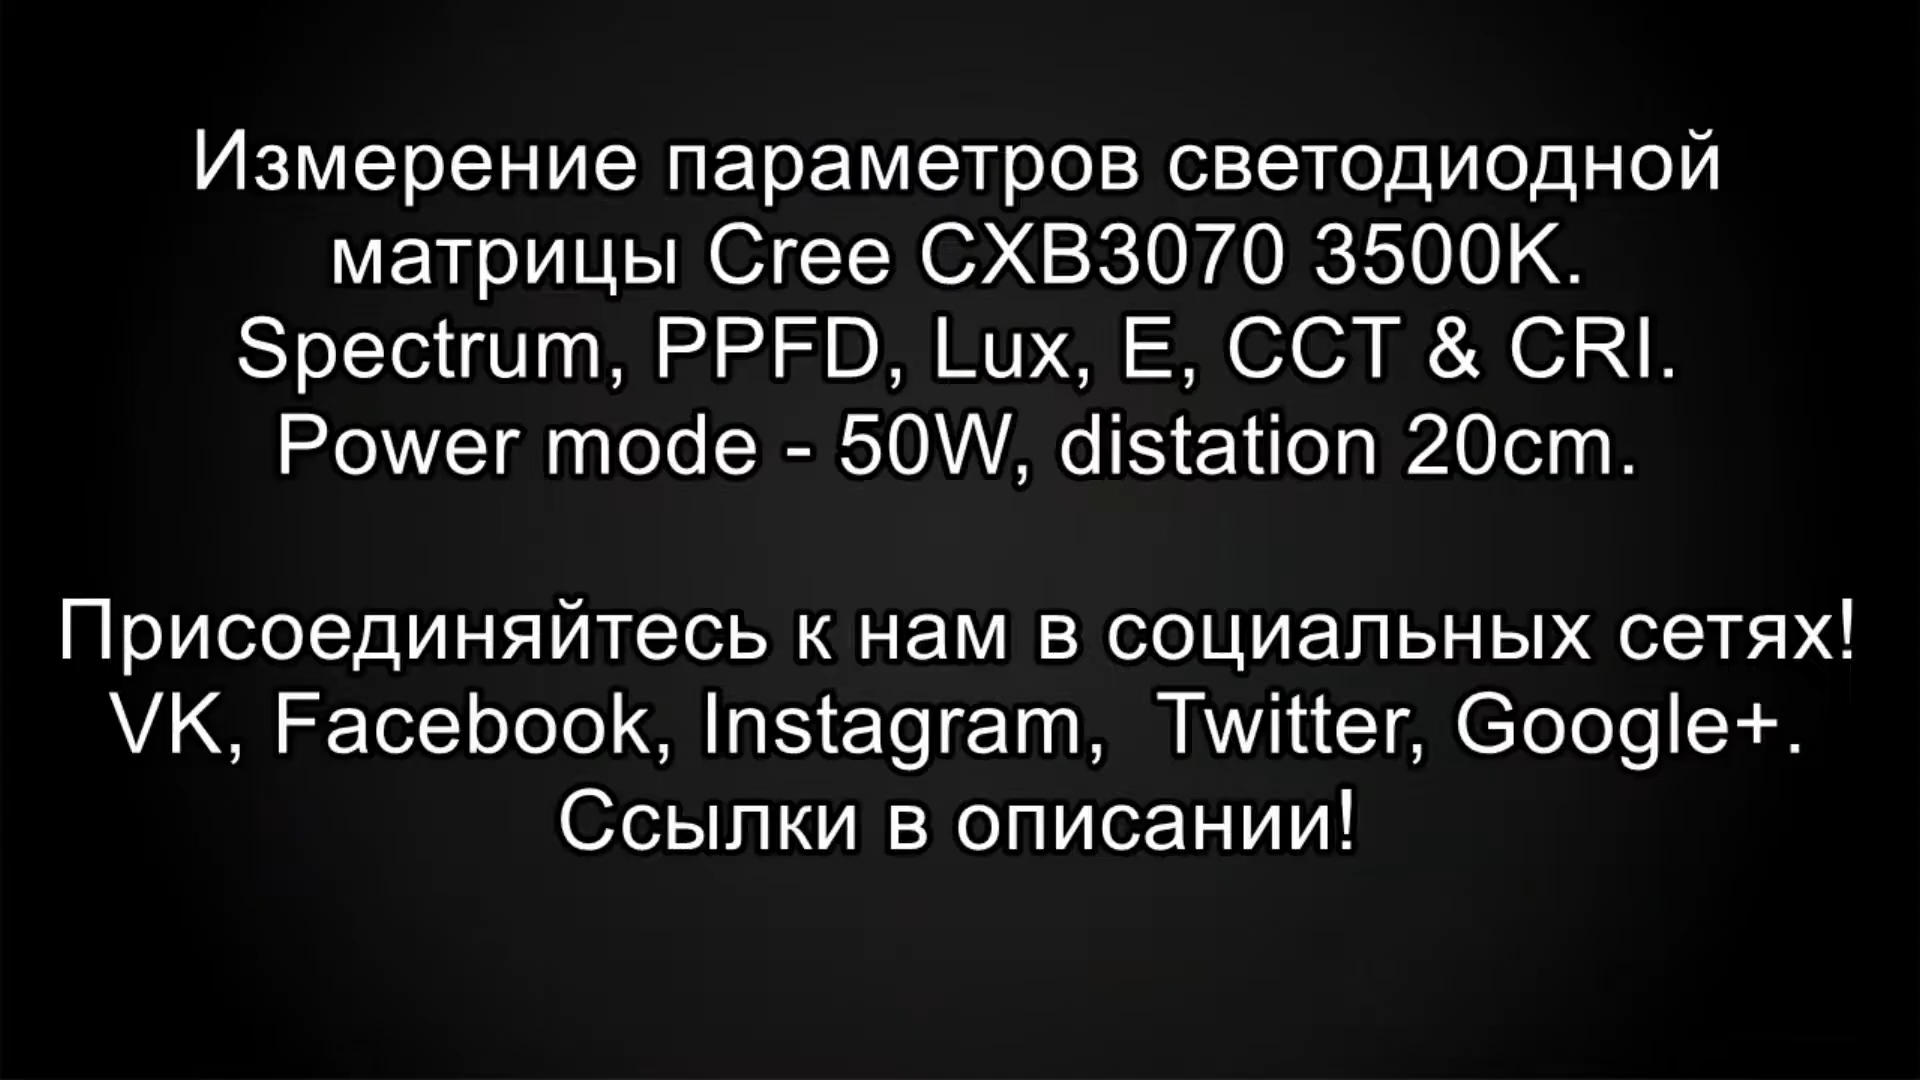 Измерение параметров светодиодной
матрицы Cree CXB3070 3500K.
Spectrum, PPFD, Lux, E, CCT & CRI.
Power mode - 50W, distation 20cm.
Присоединяйтесь к нам в социальных сетях!
VK, Facebook, Instagram, Twitter, Google+.
Ссылки в описании!